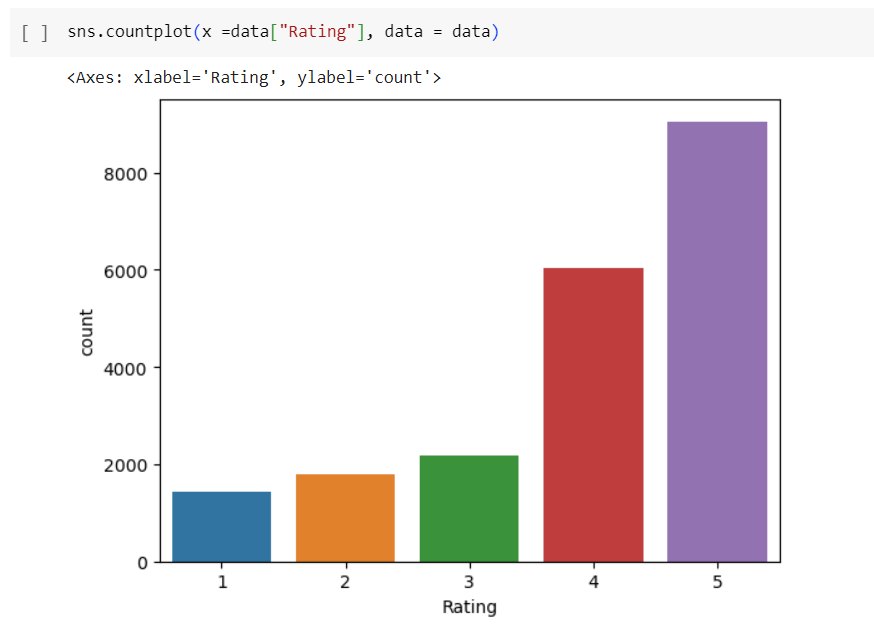 [ ] sns.countplot(x =data["Rating"], data = data)
<Axes: xlabel='Rating', ylabel='count'>
8000
6000
4000
2000
0
count
1 2 3 4 5
Rating